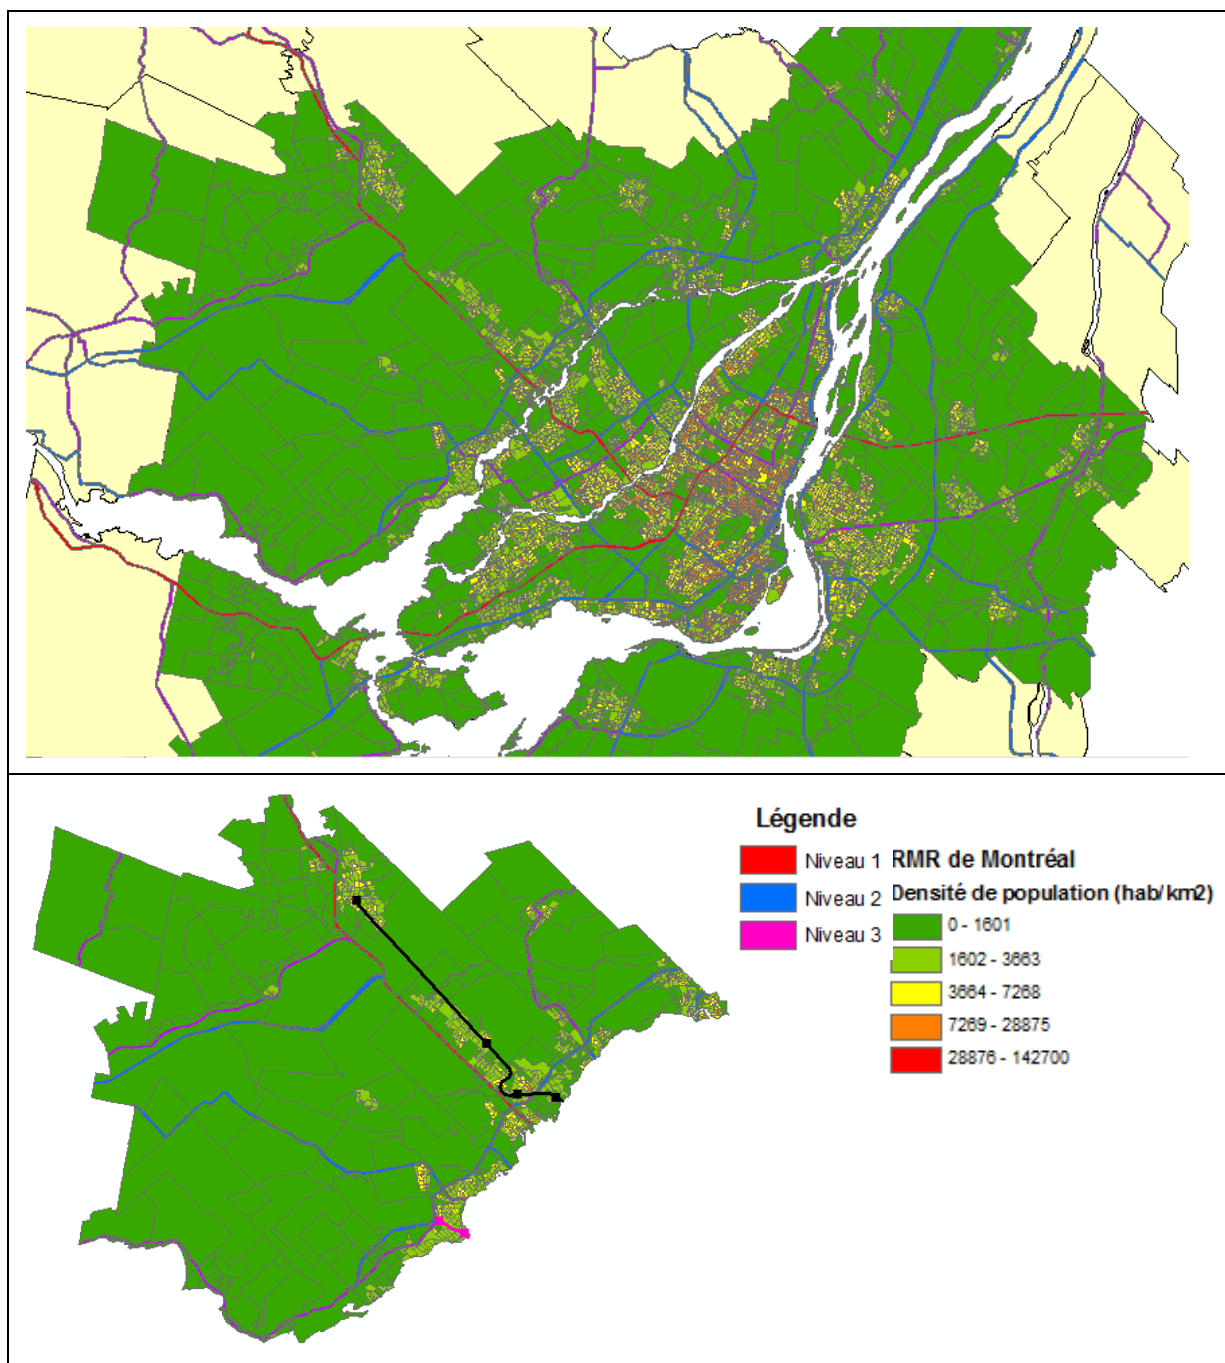 Légende
Niveau 1
Niveau 2
Niveau 3
RMR de Montréal
Densité de population (hab/km2)
0 - 1601
1602 - 3663
3664 - 7268
7269 - 28875
28876 - 142700